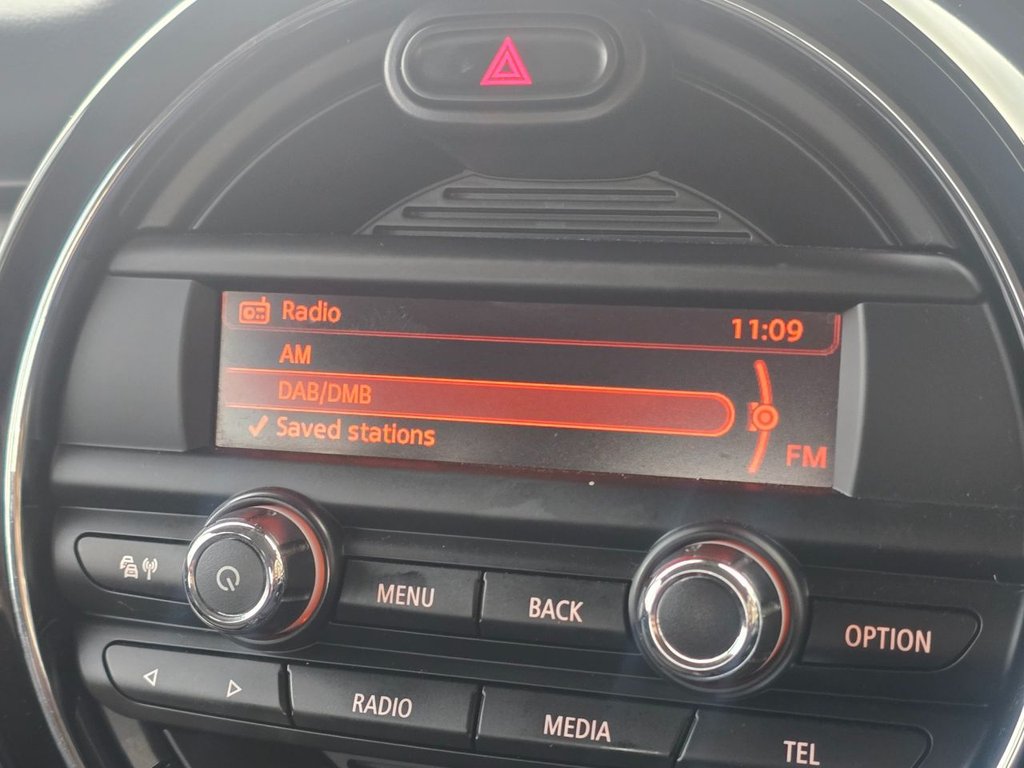 Radio 11:09
AM
DAB/DMB
Saved stations
FM
MENU
BACK
OPTION
RADIO
MEDIA
TEL